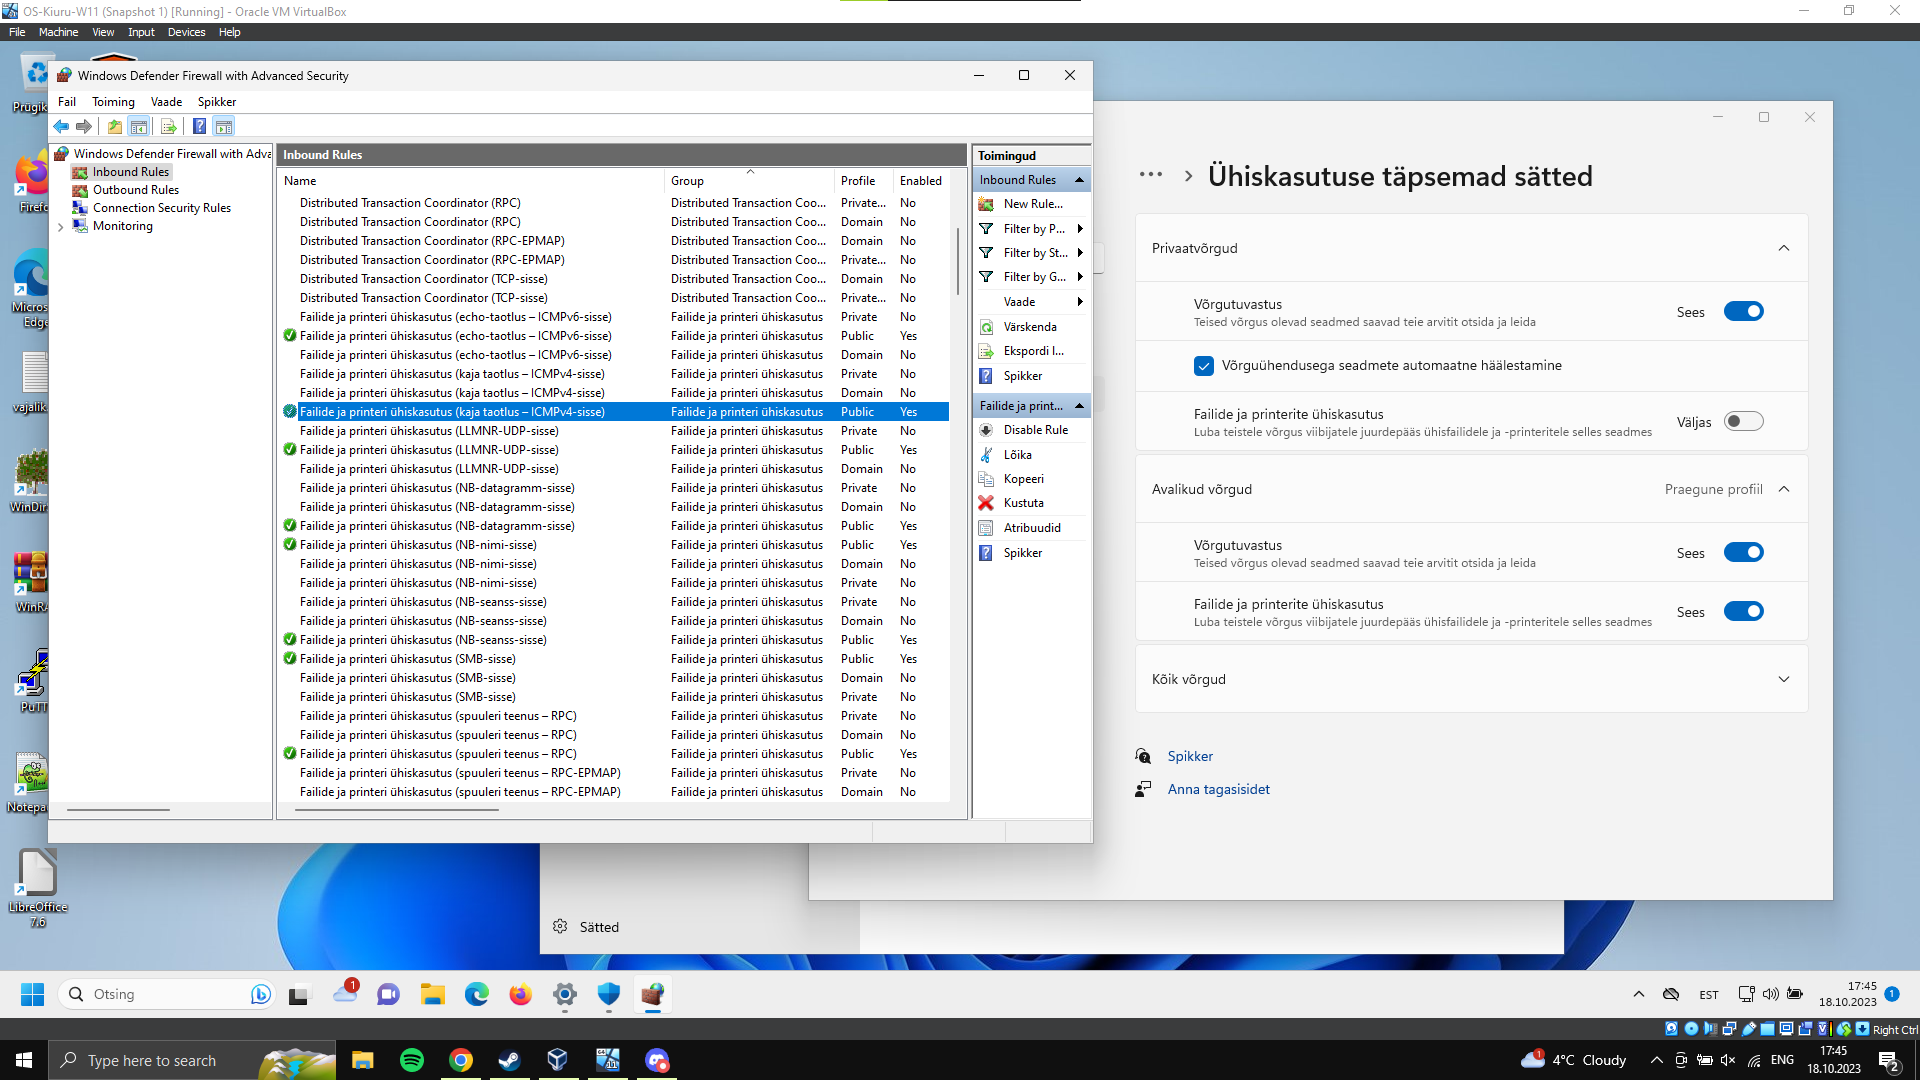 OS-Kiuru-W11 (Snapshot 1) [Running] - Oracle VM VirtualBox
File Machine View Input Devices Help
Windows Defender Firewall with Advanced Security
Fail Toiming Vaade Spikker
Windows Defender Firewall with Adva
Inbound Rules
Outbound Rules
Connection Security Rules
Monitoring
Inbound Rules
Name Group Profile Enabled
Distributed Transaction Coordinator (RPC) Distributed Transaction Coo... Private... No
Distributed Transaction Coordinator (RPC) Distributed Transaction Coo... Domain No
Distributed Transaction Coordinator (RPC-EPMAP) Distributed Transaction Coo... Domain No
Distributed Transaction Coordinator (RPC-EPMAP) Distributed Transaction Coo... Private... No
Distributed Transaction Coordinator (TCP-sisse) Distributed Transaction Coo... Domain No
Distributed Transaction Coordinator (TCP-sisse) Distributed Transaction Coo... Private... No
Failide ja printeri ühiskasutus (echo-taotlus – ICMPv6-sisse) Failide ja printeri ühiskasutus Private No
Failide ja printeri ühiskasutus (echo-taotlus – ICMPv6-sisse) Failide ja printeri ühiskasutus Public Yes
Failide ja printeri ühiskasutus (echo-taotlus – ICMPv6-sisse) Failide ja printeri ühiskasutus Domain No
Failide ja printeri ühiskasutus (kaja taotlus – ICMPv4-sisse) Failide ja printeri ühiskasutus Private No
Failide ja printeri ühiskasutus (kaja taotlus – ICMPv4-sisse) Failide ja printeri ühiskasutus Domain No
Failide ja printeri ühiskasutus (kaja taotlus – ICMPv4-sisse) Failide ja printeri ühiskasutus Public Yes
Failide ja printeri ühiskasutus (LLMNR-UDP-sisse) Failide ja printeri ühiskasutus Private No
Failide ja printeri ühiskasutus (LLMNR-UDP-sisse) Failide ja printeri ühiskasutus Public Yes
Failide ja printeri ühiskasutus (LLMNR-UDP-sisse) Failide ja printeri ühiskasutus Domain No
Failide ja printeri ühiskasutus (NB-datagramm-sisse) Failide ja printeri ühiskasutus Private No
Failide ja printeri ühiskasutus (NB-datagramm-sisse) Failide ja printeri ühiskasutus Domain No
Failide ja printeri ühiskasutus (NB-datagramm-sisse) Failide ja printeri ühiskasutus Public Yes
Failide ja printeri ühiskasutus (NB-nimi-sisse) Failide ja printeri ühiskasutus Public Yes
Failide ja printeri ühiskasutus (NB-nimi-sisse) Failide ja printeri ühiskasutus Domain No
Failide ja printeri ühiskasutus (NB-nimi-sisse) Failide ja printeri ühiskasutus Private No
Failide ja printeri ühiskasutus (NB-seanss-sisse) Failide ja printeri ühiskasutus Private No
Failide ja printeri ühiskasutus (NB-seanss-sisse) Failide ja printeri ühiskasutus Domain No
Failide ja printeri ühiskasutus (NB-seanss-sisse) Failide ja printeri ühiskasutus Public Yes
Failide ja printeri ühiskasutus (SMB-sisse) Failide ja printeri ühiskasutus Public Yes
Failide ja printeri ühiskasutus (SMB-sisse) Failide ja printeri ühiskasutus Domain No
Failide ja printeri ühiskasutus (SMB-sisse) Failide ja printeri ühiskasutus Private No
Failide ja printeri ühiskasutus (spuuleri teenus – RPC) Failide ja printeri ühiskasutus Private No
Failide ja printeri ühiskasutus (spuuleri teenus – RPC) Failide ja printeri ühiskasutus Domain No
Failide ja printeri ühiskasutus (spuuleri teenus – RPC) Failide ja printeri ühiskasutus Public Yes
Failide ja printeri ühiskasutus (spuuleri teenus – RPC-EPMAP) Failide ja printeri ühiskasutus Private No
Failide ja printeri ühiskasutus (spuuleri teenus – RPC-EPMAP) Failide ja printeri ühiskasutus Domain No
Toimingud
Inbound Rules
New Rule...
Filter by P...
Filter by St...
Filter by G...
Vaade
Värskenda
Ekspordi l...
Spikker
Failide ja print...
Disable Rule
Lõika
Kopeeri
Kustuta
Atribuudid
Spikker
Ühiskasutuse täpsemad sätted
Privaatvõrgud
Võrgutuvastus
Teised võrgus olevad seadmed saavad teie arvutit otsida ja leida
Sees
Võrguühendusega seadmete automaatne häälestamine
Failide ja printerite ühiskasutus
Luba teistele võrgus viibijatele juurdepääs ühisfailidele ja -printeritele selles seadmes
Väljas
Avalikud võrgud
Praegune profiil
Võrgutuvastus
Teised võrgus olevad seadmed saavad teie arvutit otsida ja leida
Sees
Failide ja printerite ühiskasutus
Luba teistele võrgus viibijatele juurdepääs ühisfailidele ja -printeritele selles seadmes
Sees
Kõik võrgud
Spikker
Anna tagasisidet
Sätted
Prügik
Firefo
Micros
Edge
vajalik.
WinDir
WinRA
PuTT
Notepa
LibreOffice
7.6
Otsing
1
EST
17:45
18.10.2023
1
Right Ctrl
Type here to search
1
4°C Cloudy
ENG
17:45
18.10.2023
2